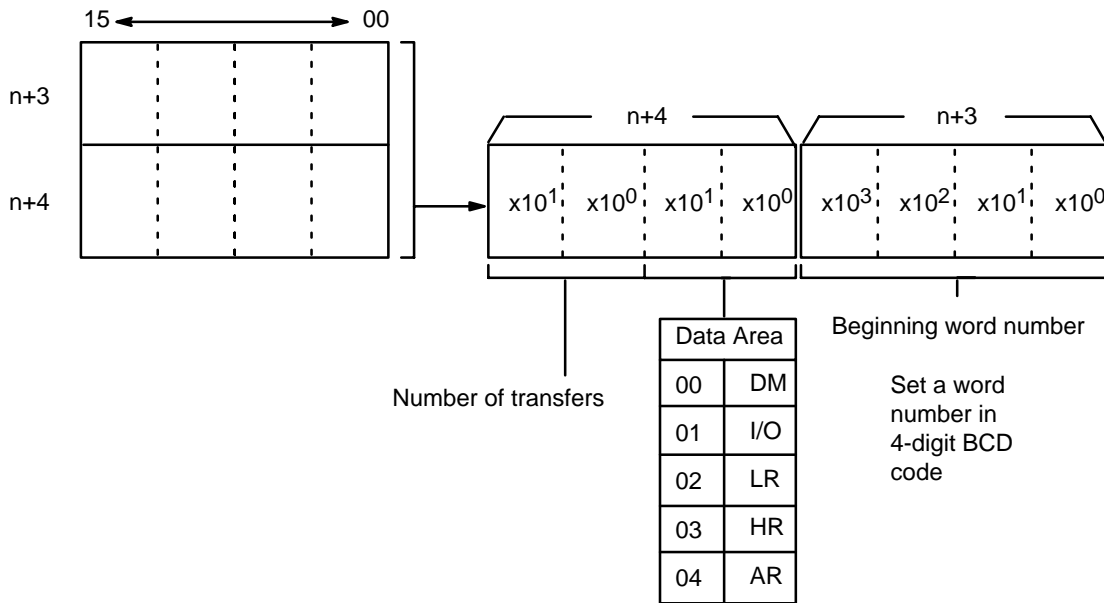 15 00
n+3
n+4
n+4 n+3
x10¹ x10⁰ x10¹ x10⁰ x10³ x10² x10¹ x10⁰
Number of transfers
Data Area
00 DM
01 I/O
02 LR
03 HR
04 AR
Beginning word number
Set a word
number in
4-digit BCD
code